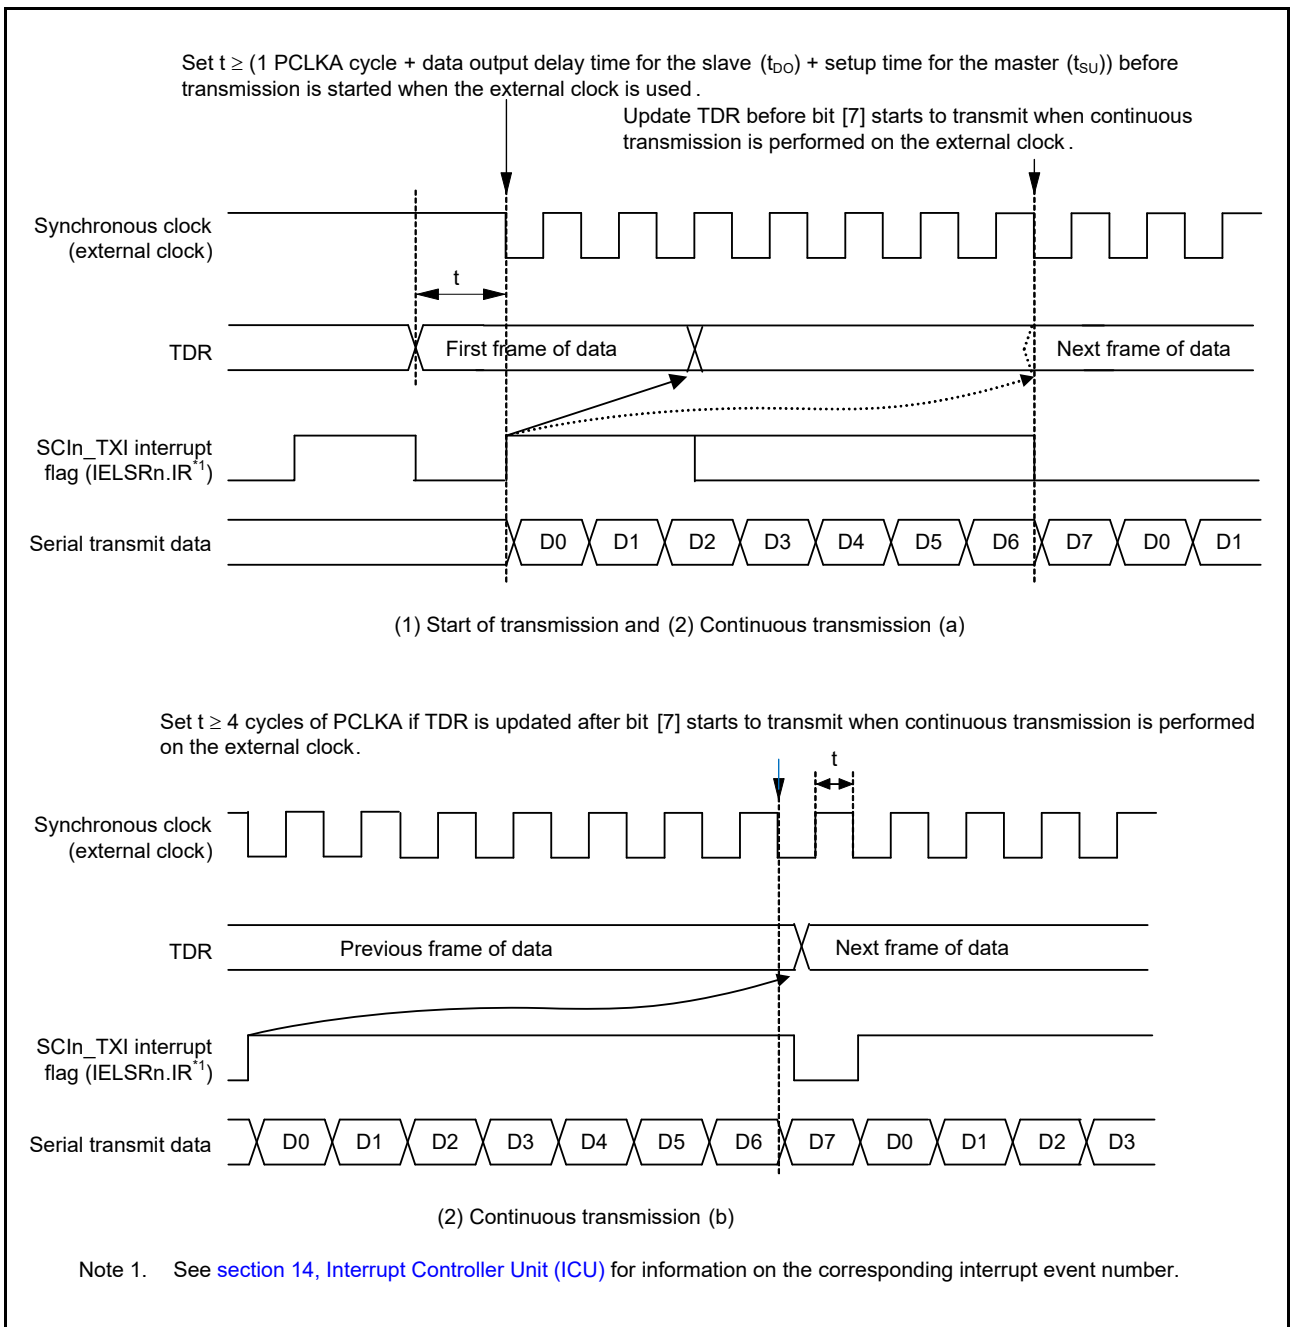 Set t ≥ (1 PCLKA cycle + data output delay time for the slave (tDO) + setup time for the master (tSU)) before
transmission is started when the external clock is used.
Update TDR before bit [7] starts to transmit when continuous
transmission is performed on the external clock.
Synchronous clock
(external clock)
t
TDR
First frame of data
Next frame of data
SCIn_TXI interrupt
flag (IELSRn.IR*1)
Serial transmit data
D0 D1 D2 D3 D4 D5 D6 D7 D0 D1
(1) Start of transmission and (2) Continuous transmission (a)
Set t ≥ 4 cycles of PCLKA if TDR is updated after bit [7] starts to transmit when continuous transmission is performed
on the external clock.
t
Synchronous clock
(external clock)
TDR
Previous frame of data
Next frame of data
SCIn_TXI interrupt
flag (IELSRn.IR*1)
Serial transmit data
D0 D1 D2 D3 D4 D5 D6 D7 D0 D1 D2 D3
(2) Continuous transmission (b)
Note 1. See section 14, Interrupt Controller Unit (ICU) for information on the corresponding interrupt event number.